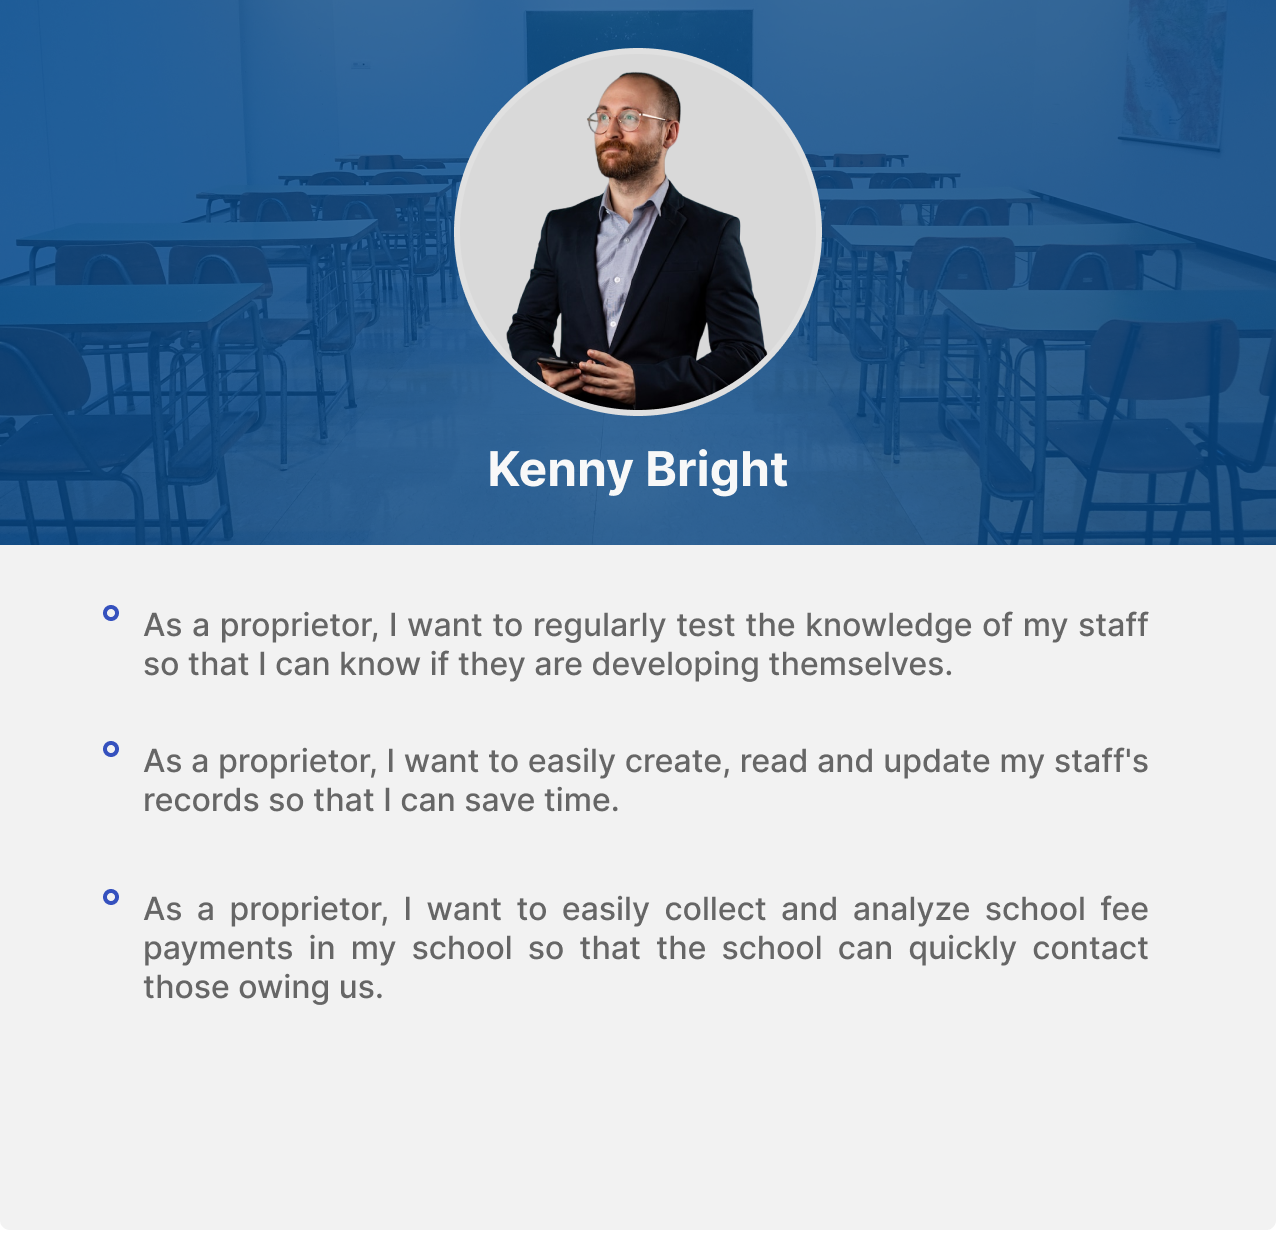 Kenny Bright
As a proprietor, I want to regularly test the knowledge of my staff
so that I can know if they are developing themselves.
As a proprietor, I want to easily create, read and update my staff's
records so that I can save time.
As a proprietor, I want to easily collect and analyze school fee
payments in my school so that the school can quickly contact
those owing us.